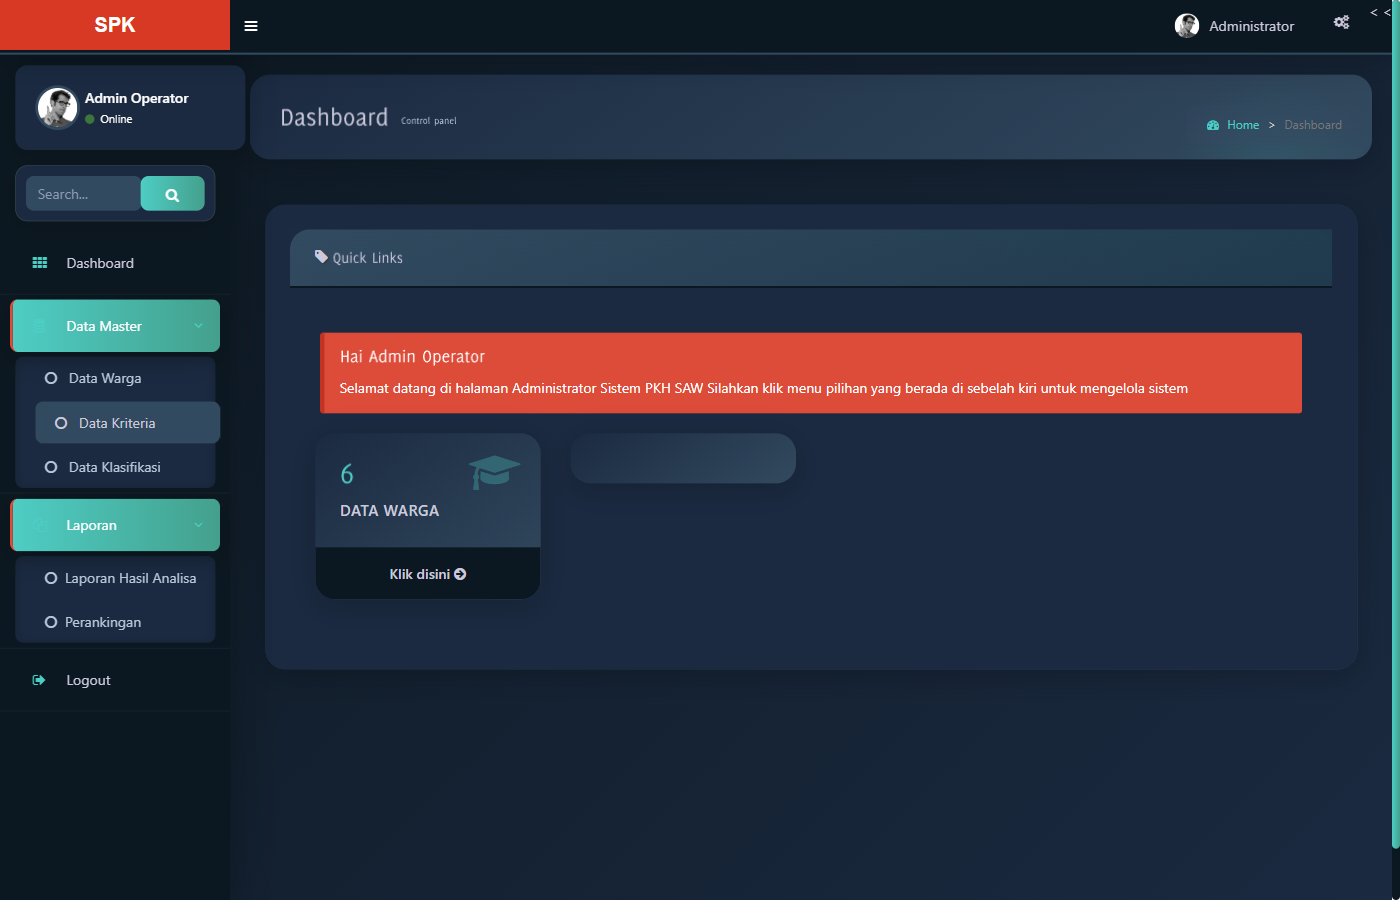 SPK
Administrator
< <
Admin Operator
Online
Search...
Dashboard
Data Master
Data Warga
Data Kriteria
Data Klasifikasi
Laporan
Laporan Hasil Analisa
Perankingan
Logout
Dashboard Control panel
Home > Dashboard
Quick Links
Hai Admin Operator
Selamat datang di halaman Administrator Sistem PKH SAW Silahkan klik menu pilihan yang berada di sebelah kiri untuk mengelola sistem
6
DATA WARGA
Klik disini